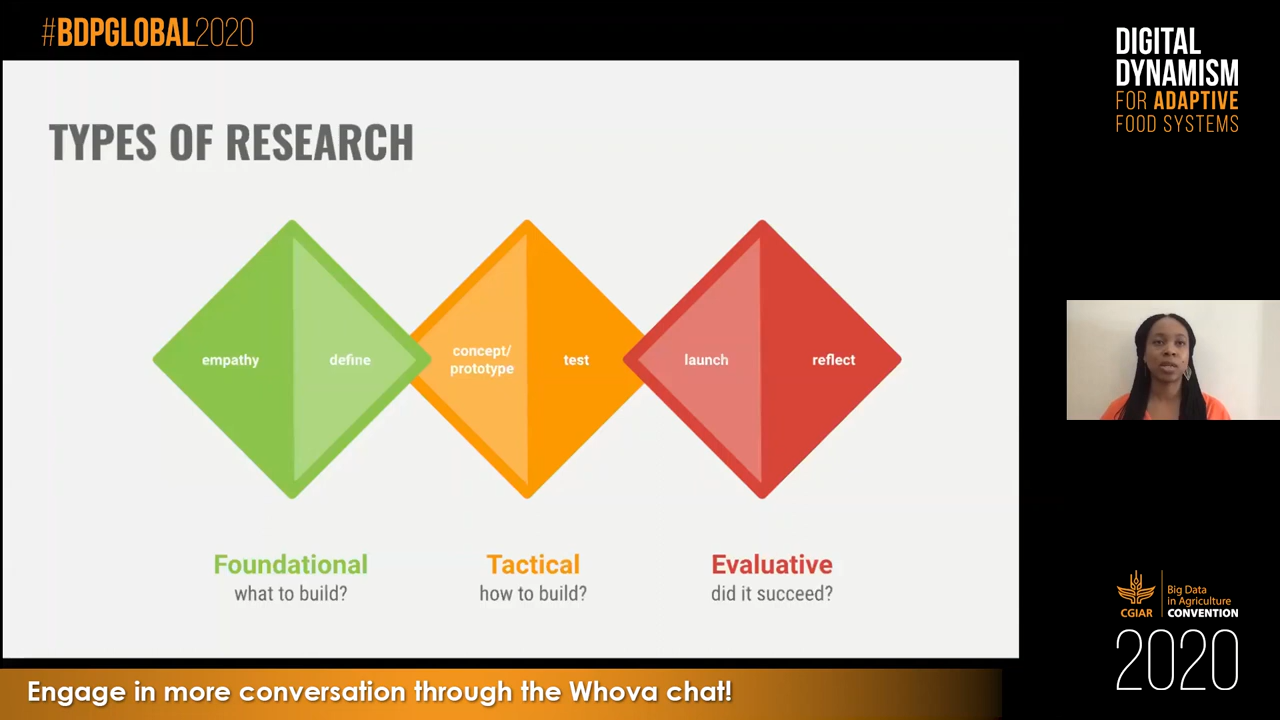 #BDPGLOBAL2020
DIGITAL
DYNAMISM
FOR ADAPTIVE
FOOD SYSTEMS
TYPES OF RESEARCH
empathy
define
concept/
prototype
test
launch
reflect
Foundational
what to build?
Tactical
how to build?
Evaluative
did it succeed?
CGIAR
Big Data
in Agriculture
CONVENTION
2020
Engage in more conversation through the Whova chat!